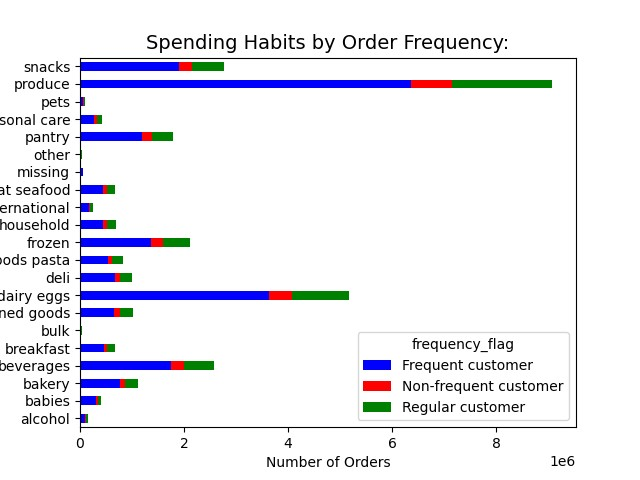 Spending Habits by Order Frequency:
snacks
produce
pets
sonal care
pantry
other
missing
at seafood
ernational
household
frozen
oods pasta
deli
dairy eggs
ned goods
bulk
breakfast
beverages
bakery
babies
alcohol
frequency_flag
Frequent customer
Non-frequent customer
Regular customer
0 2 4 6 8
1e6
Number of Orders